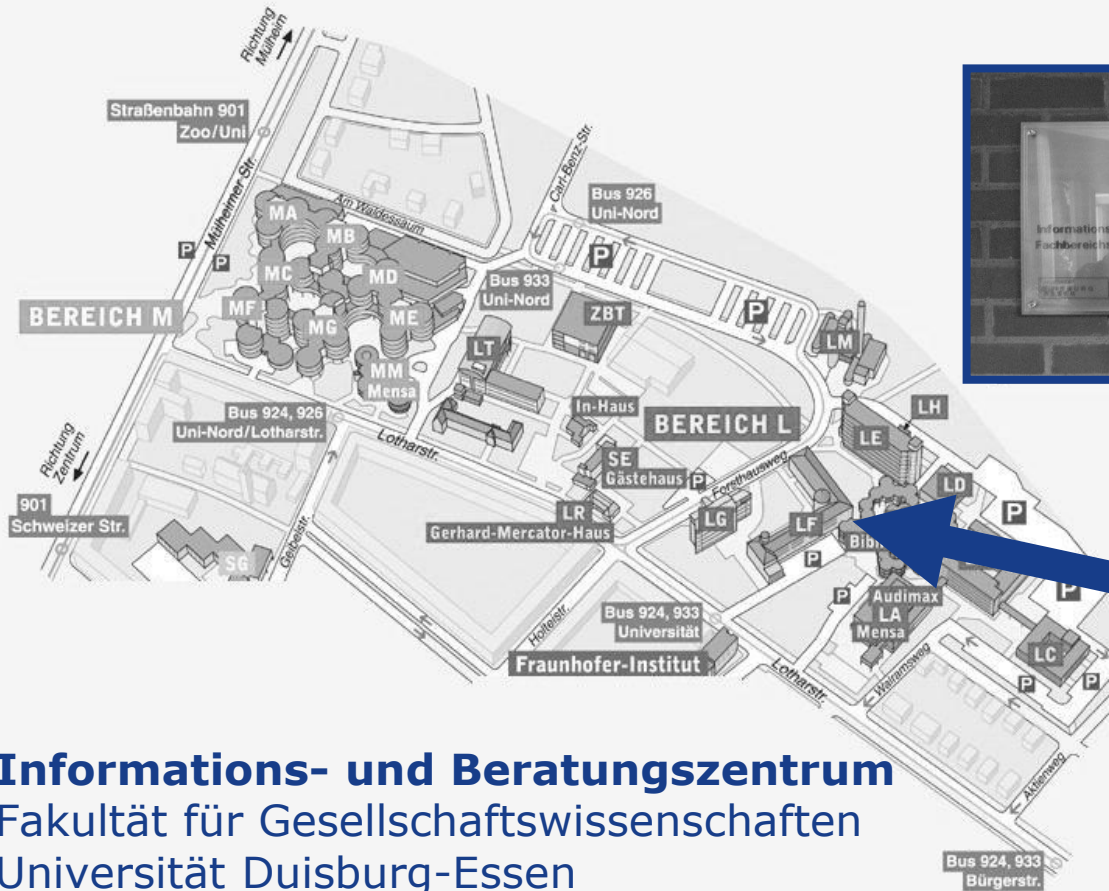 Richtung
Mülheim
Straßenbahn 901
Zoo/Uni
Mülheimer Str.
Am Waldessaum
Carl-Benz-Str.
Bus 926
Uni-Nord
P
MA
MB
MC
MD
MF
MG
ME
MM
Mensa
P
P
BEREICH M
Bus 933
Uni-Nord
ZBT
P
LM
LT
Informations
Fachbereichs
In-Haus
BEREICH L
LH
LE
Bus 924, 926
Uni-Nord/Lotharstr.
Lotharstr.
Richtung
Zentrum
SE
Gästehaus
P
Forsthausweg
LD
P
901
Schweizer Str.
LR
Gerhard-Mercator-Haus
LG
LF
SG
Geibelstr.
P
P
P
Audimax
LA
Mensa
Holteistr.
Bus 924, 933
Universität
Fraunhofer-Institut
Lotharstr.
Walramsweg
LC
P
P
Aktienweg
Bus 924, 933
Bürgerstr.
Informations- und Beratungszentrum
Fakultät für Gesellschaftswissenschaften
Universität Duisburg-Essen